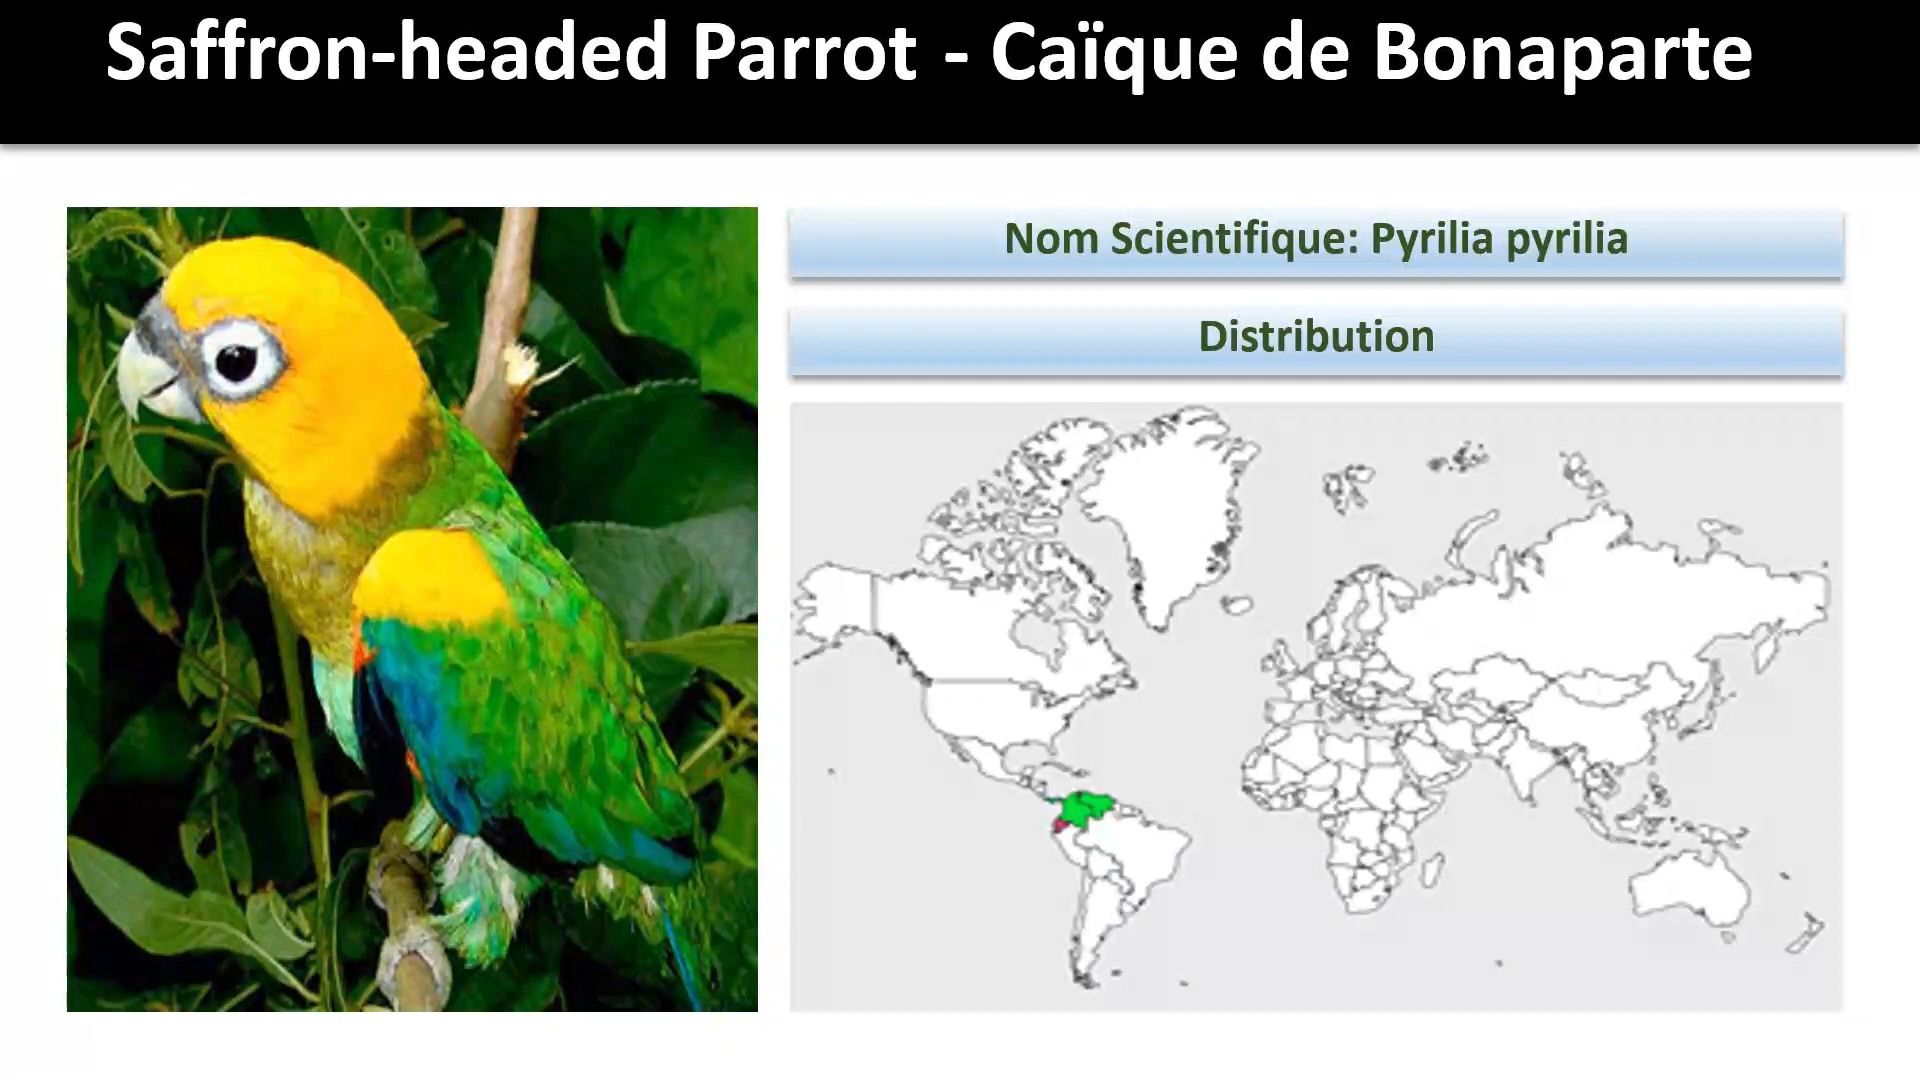 Saffron-headed Parrot - Caïque de Bonaparte
Nom Scientifique: Pyrilia pyrilia
Distribution